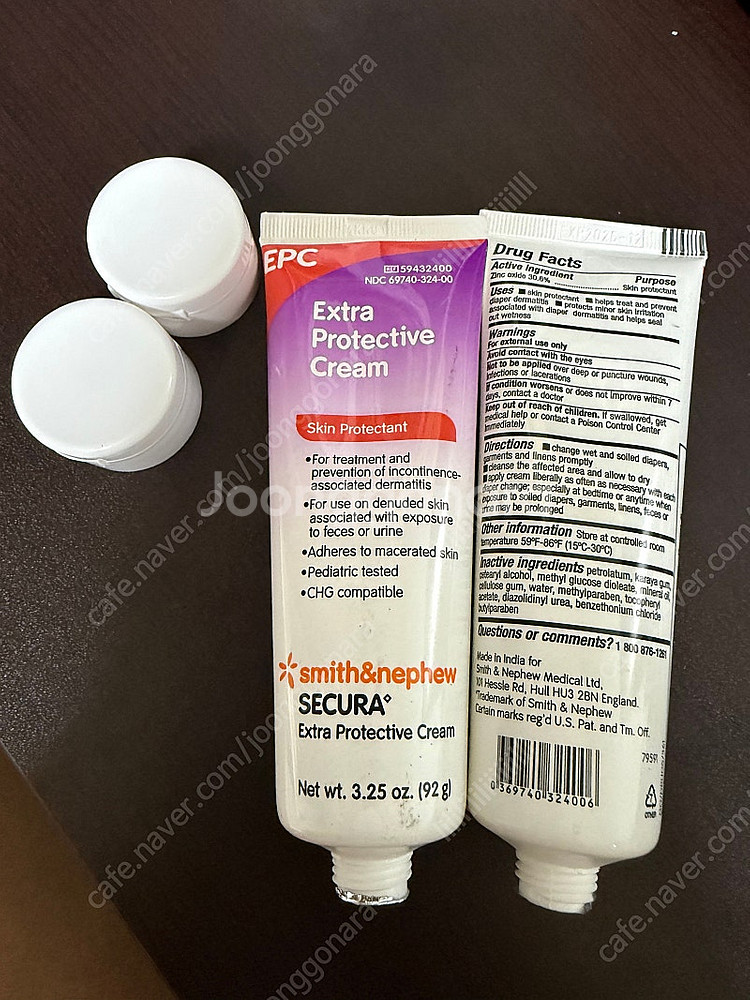 EPC
REF 59432400
NDC 69740-324-00
Extra
Protective
Cream
Skin Protectant
•For treatment and
prevention of incontinence-
associated dermatitis
•For use on denuded skin
associated with exposure
to feces or urine
•Adheres to macerated skin
•Pediatric tested
•CHG compatible
smith&nephew
SECURA◊
Extra Protective Cream
Net wt. 3.25 oz. (92 g)
Drug Facts
Active ingredient Purpose
Zinc oxide 30.6% Skin protectant
Uses ■ skin protectant ■ helps treat and prevent
diaper dermatitis ■ protects minor skin irritation
associated with diaper dermatitis and helps seal
out wetness
Warnings
For external use only
Avoid contact with the eyes
Not to be applied over deep or puncture wounds,
infections or lacerations
If condition worsens or does not improve within 7
days, contact a doctor
Keep out of reach of children. If swallowed, get
medical help or contact a Poison Control Center
immediately
Directions ■ change wet and soiled diapers,
garments and linens promptly
■ cleanse the affected area and allow to dry
■ apply cream liberally as often as necessary with each
diaper change; especially at bedtime or anytime when
exposure to soiled diapers, garments, linens, feces or
urine may be prolonged
Other information Store at controlled room
temperature 59°F-86°F (15°C-30°C)
Inactive ingredients petrolatum, karaya gum,
cetearyl alcohol, methyl glucose dioleate, mineral oil,
cellulose gum, water, methylparaben, tocopheryl
acetate, diazolidinyl urea, benzethonium chloride
butylparaben
Questions or comments? 1 800 876-1261
Made in India for
Smith & Nephew Medical Ltd,
101 Hessle Rd, Hull HU3 2BN England.
Trademark of Smith & Nephew
Certain marks reg'd U.S. Pat. and Tm. Off.
79591
0 369740 324006
OTHER
cafe.naver.com/joonggonara
cafe.naver.com/joonggonara
cafe.naver.com/joonggonara
cafe.naver.com